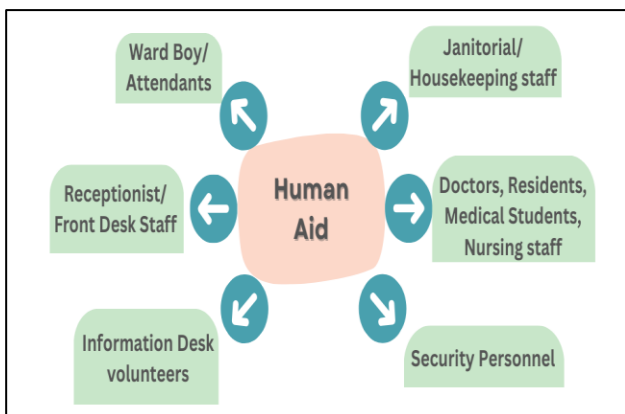 Ward Boy/
Attendants
Janitorial/
Housekeeping staff
Receptionist/
Front Desk Staff
Human
Aid
Doctors, Residents,
Medical Students,
Nursing staff
Information Desk
volunteers
Security Personnel